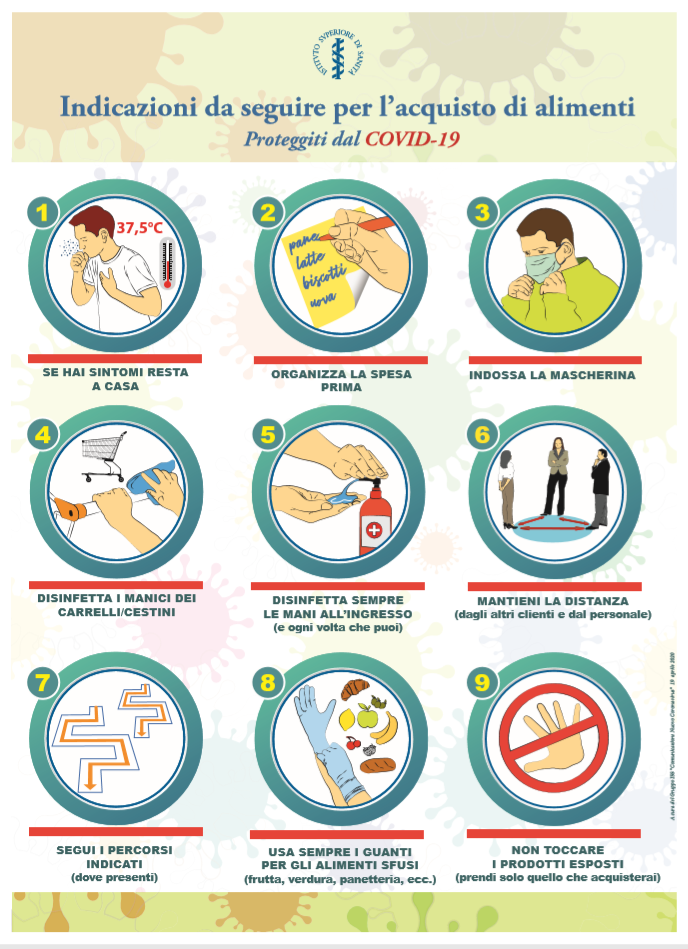 ISTITVTO SVPERIORE DI SANITÀ
Indicazioni da seguire per l'acquisto di alimenti
Proteggiti dal COVID-19
1
37,5°C
2
pane
latte
biscotti
uova
3
SE HAI SINTOMI RESTA
A CASA
ORGANIZZA LA SPESA
PRIMA
INDOSSA LA MASCHERINA
4
5
6
DISINFETTA I MANICI DEI
CARRELLI/CESTINI
DISINFETTA SEMPRE
LE MANI ALL'INGRESSO
(e ogni volta che puoi)
MANTIENI LA DISTANZA
(dagli altri clienti e dal personale)
7
8
9
SEGUI I PERCORSI
INDICATI
(dove presenti)
USA SEMPRE I GUANTI
PER GLI ALIMENTI SFUSI
(frutta, verdura, panetteria, ecc.)
NON TOCCARE
I PRODOTTI ESPOSTI
(prendi solo quello che acquisterai)
A cura del Gruppo ISS "Comunicazione Nuovo Coronavirus" 18 aprile 2020